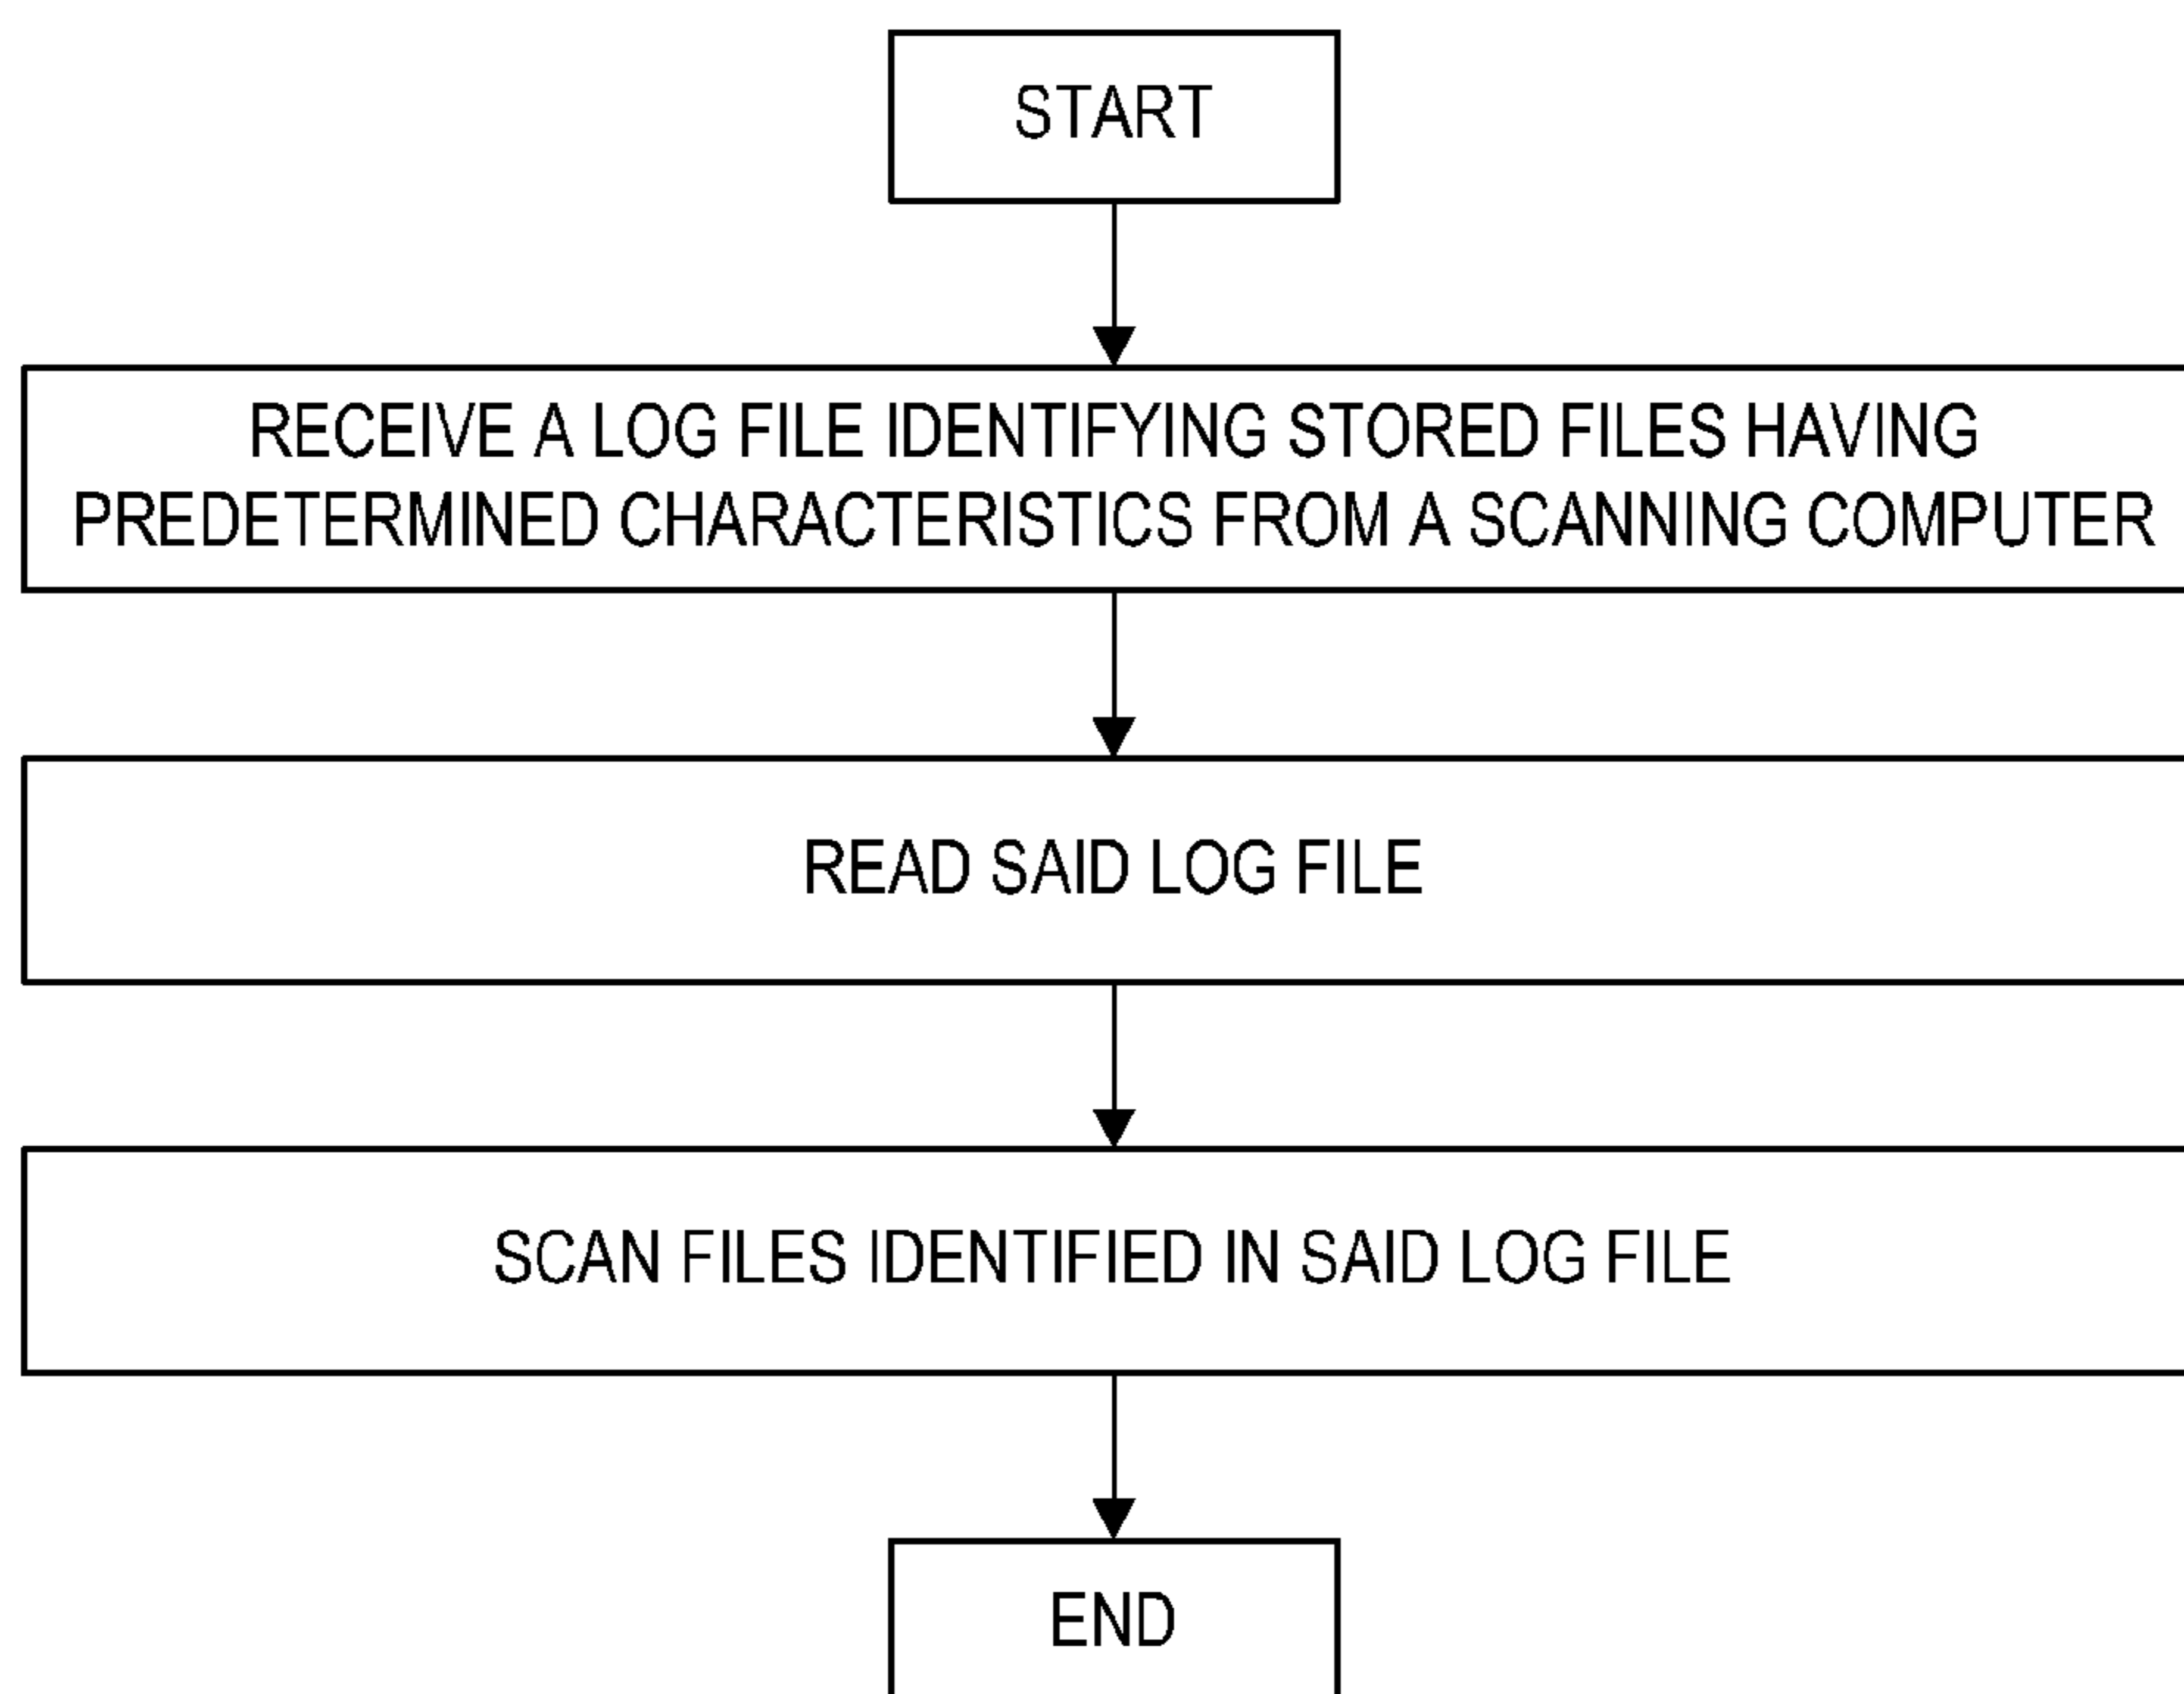 START
RECEIVE A LOG FILE IDENTIFYING STORED FILES HAVING
PREDETERMINED CHARACTERISTICS FROM A SCANNING COMPUTER
READ SAID LOG FILE
SCAN FILES IDENTIFIED IN SAID LOG FILE
END